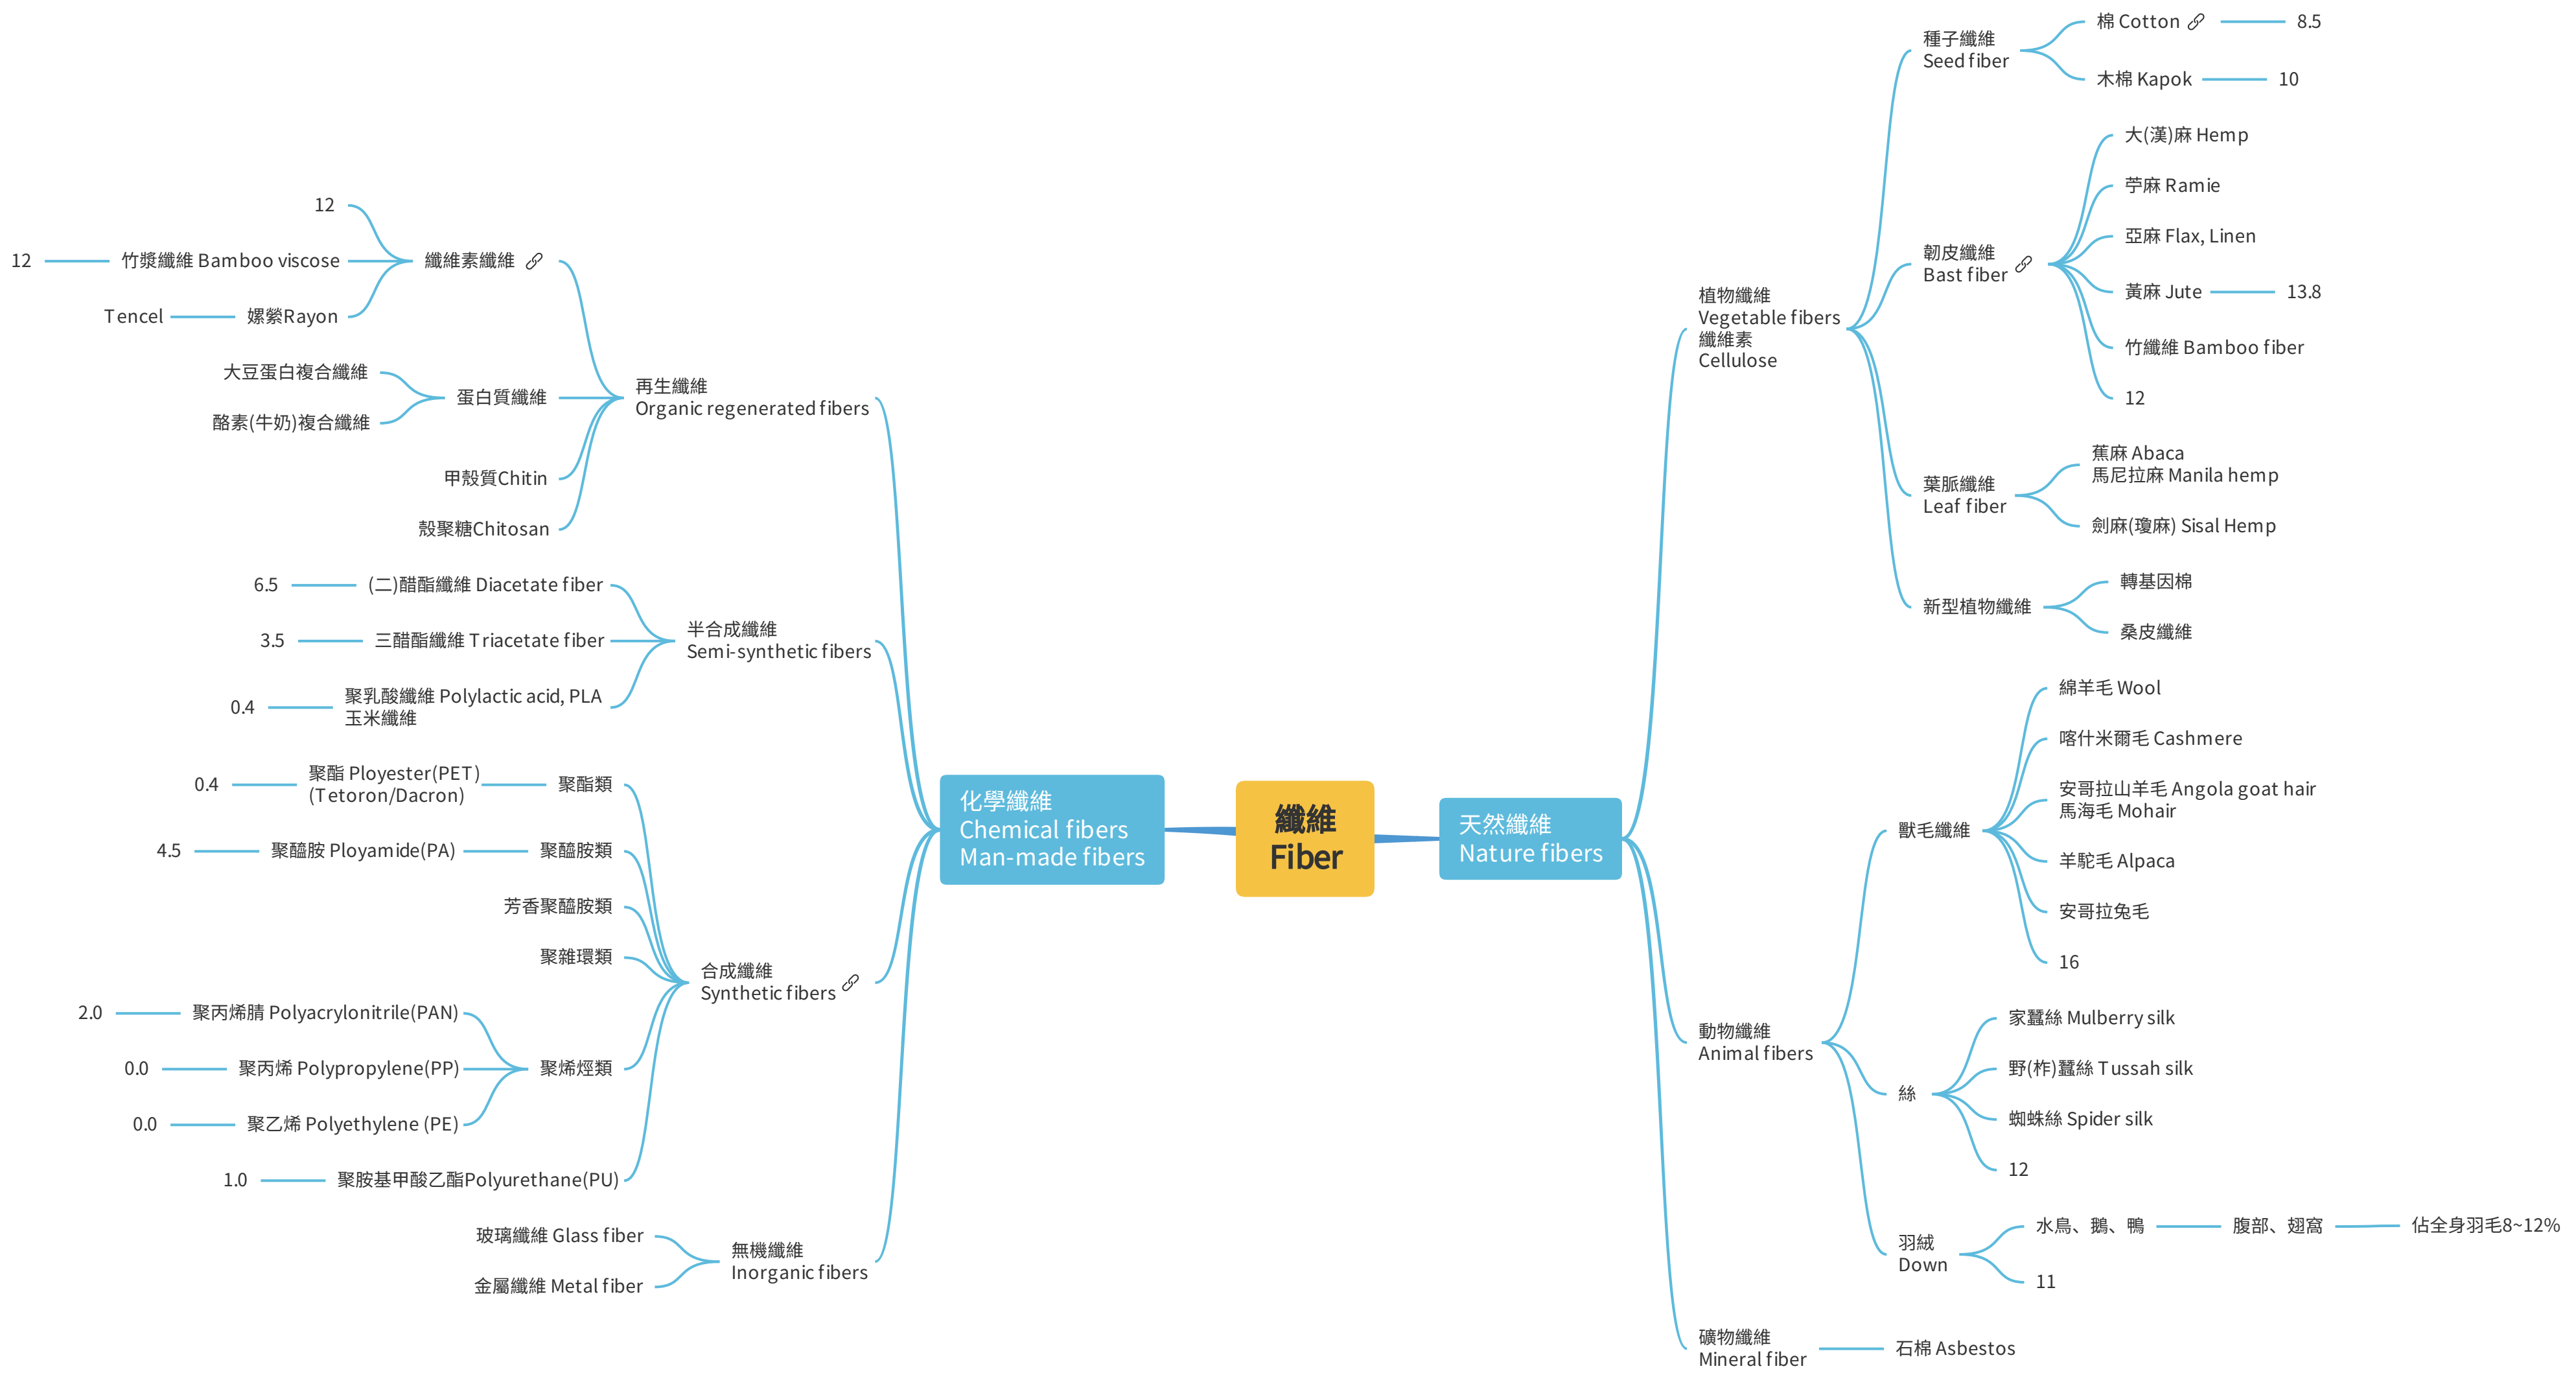 纖維
Fiber
化學纖維
Chemical fibers
Man-made fibers
再生纖維
Organic regenerated fibers
纖維素纖維
12
竹漿纖維 Bamboo viscose
12
嫘縈Rayon
Tencel
蛋白質纖維
大豆蛋白複合纖維
酪素(牛奶)複合纖維
甲殼質Chitin
殼聚糖Chitosan
半合成纖維
Semi-synthetic fibers
(二)醋酯纖維 Diacetate fiber
6.5
三醋酯纖維 Triacetate fiber
3.5
聚乳酸纖維 Polylactic acid, PLA
玉米纖維
0.4
合成纖維
Synthetic fibers
聚酯類
聚酯 Ployester(PET)
(Tetoron/Dacron)
0.4
聚醯胺類
聚醯胺 Ployamide(PA)
4.5
芳香聚醯胺類
聚雜環類
聚烯烴類
聚丙烯腈 Polyacrylonitrile(PAN)
2.0
聚丙烯 Polypropylene(PP)
0.0
聚乙烯 Polyethylene (PE)
0.0
聚胺基甲酸乙酯Polyurethane(PU)
1.0
無機纖維
Inorganic fibers
玻璃纖維 Glass fiber
金屬纖維 Metal fiber
天然纖維
Nature fibers
植物纖維
Vegetable fibers
纖維素
Cellulose
種子纖維
Seed fiber
棉 Cotton
8.5
木棉 Kapok
10
韌皮纖維
Bast fiber
大(漢)麻 Hemp
苧麻 Ramie
亞麻 Flax, Linen
黃麻 Jute
13.8
竹纖維 Bamboo fiber
12
葉脈纖維
Leaf fiber
蕉麻 Abaca
馬尼拉麻 Manila hemp
劍麻(瓊麻) Sisal Hemp
新型植物纖維
轉基因棉
桑皮纖維
動物纖維
Animal fibers
獸毛纖維
綿羊毛 Wool
喀什米爾毛 Cashmere
安哥拉山羊毛 Angola goat hair
馬海毛 Mohair
羊駝毛 Alpaca
安哥拉兔毛
16
絲
家蠶絲 Mulberry silk
野(柞)蠶絲 Tussah silk
蜘蛛絲 Spider silk
12
羽絨
Down
水鳥、鵝、鴨
腹部、翅窩
佔全身羽毛8~12%
11
礦物纖維
Mineral fiber
石棉 Asbestos